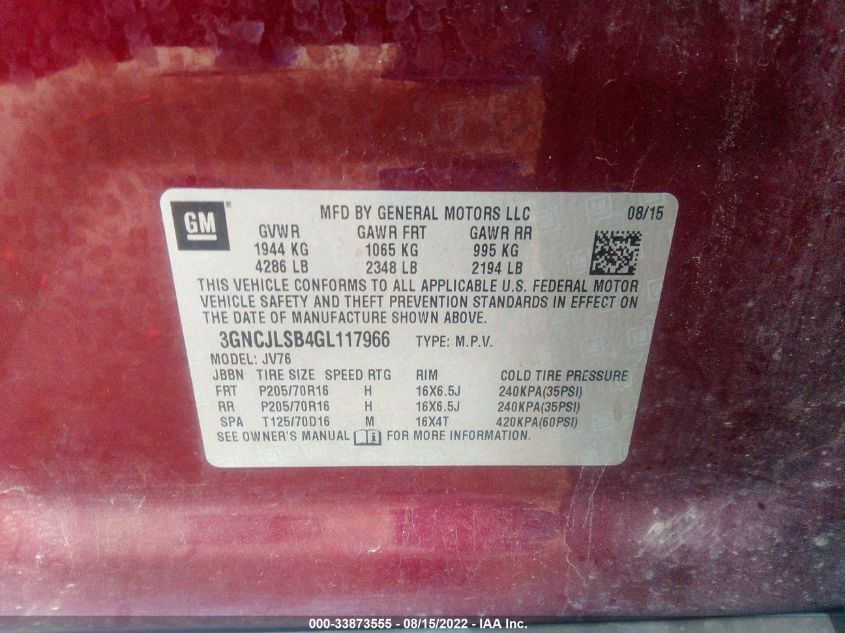 GM ® MFD BY GENERAL MOTORS LLC 08/15
GVWR GAWR FRT GAWR RR
1944 KG 1065 KG 995 KG
4286 LB 2348 LB 2194 LB
THIS VEHICLE CONFORMS TO ALL APPLICABLE U.S. FEDERAL MOTOR
VEHICLE SAFETY AND THEFT PREVENTION STANDARDS IN EFFECT ON
THE DATE OF MANUFACTURE SHOWN ABOVE.
3GNCJLSB4GL117966 TYPE: M.P.V.
MODEL: JV76
JBBN TIRE SIZE SPEED RTG RIM COLD TIRE PRESSURE
FRT P205/70R16 H 16X6.5J 240KPA(35PSI)
RR P205/70R16 H 16X6.5J 240KPA(35PSI)
SPA T125/70D16 M 16X4T 420KPA(60PSI)
SEE OWNER'S MANUAL i FOR MORE INFORMATION.
000-33873555 - 08/15/2022 - IAA Inc.